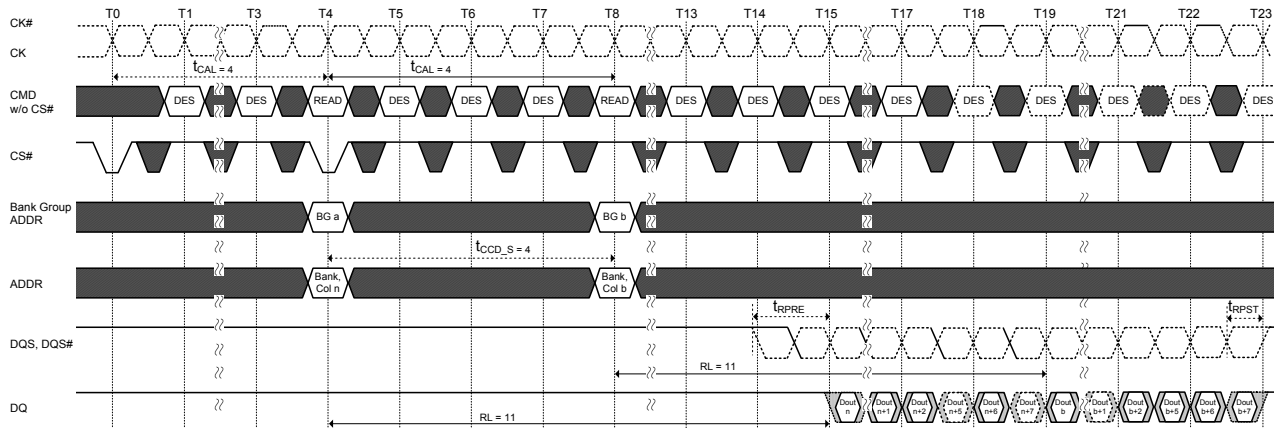 T0 T1 T3 T4 T5 T6 T7 T8 T13 T14 T15 T17 T18 T19 T21 T22 T23
CK#
CK
tCAL = 4 tCAL = 4
CMD
w/o CS#
DES DES READ DES DES DES READ DES DES DES DES DES DES DES DES DES
CS#
Bank Group
ADDR
BG a BG b
tCCD_S = 4
ADDR
Bank, Col n
Bank, Col b
tRPRE tRPST
DQS, DQS#
RL = 11
DQ
Dout n
Dout n+1
Dout n+2
Dout n+5
Dout n+6
Dout n+7
Dout b
Dout b+1
Dout b+2
Dout b+5
Dout b+6
Dout b+7
RL = 11